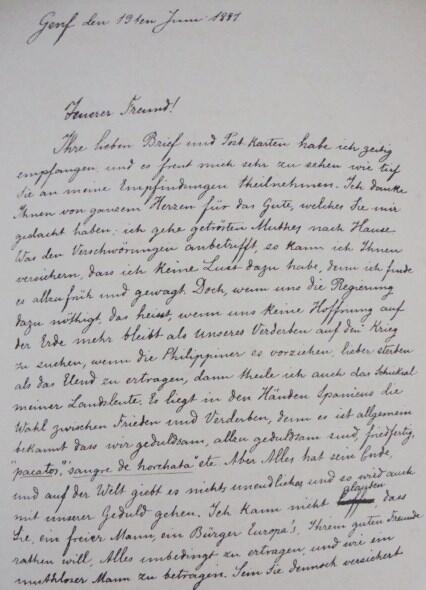 Genf den 19ten Juni 1887
Teuerer Freund!
Ihre lieben Brief und Post Karten habe ich zeitig
empfangen, und es freut mich sehr zu sehen wie tief
Sie an meine Empfindungen theilnehmen. Ich danke
Ihnen von ganzem Herzen für das Gute, welches Sie mir
gedacht haben; ich gehe getrösten Muthes nach Hause
Was den Verschwörungen anbetrifft, so kann ich Ihnen
versichern, dass ich keine Lust dazu habe, denn ich finde
es allzufrüh und gewagt. Doch, wenn uns die Regierung
dazu nöthigt, das heisst, wenn uns keine Hoffnung auf
der Erde mehr bleibt als unseres Verderben auf den Krieg
zu suchen, wenn die Philippiner es vorziehen, lieber sterben
als das Elend zu ertragen, dann theile ich auch das Schicksal
meiner Landsleute. Es liegt in den Händen Spaniens die
Wahl zwischen Frieden und Verderben, denn es ist allgemein
bekannt dass wir geduldsam, allzu geduldsam sind, friedfertig,
"pacatos", "sangre de horchata" etc. Aber Alles hat sein Ende,
und auf der Welt giebt es nichts unendliches und so wird auch
mit unserer Geduld gehen. Ich kann nicht glauben, dass
Sie, ein freier Mann, ein Bürger Europa's, Ihrem guten Freunde
rathen will, Alles unbedingt zu ertragen, und wie ein
muthloser Mann zu betragen. Sein Sie dennoch versichert